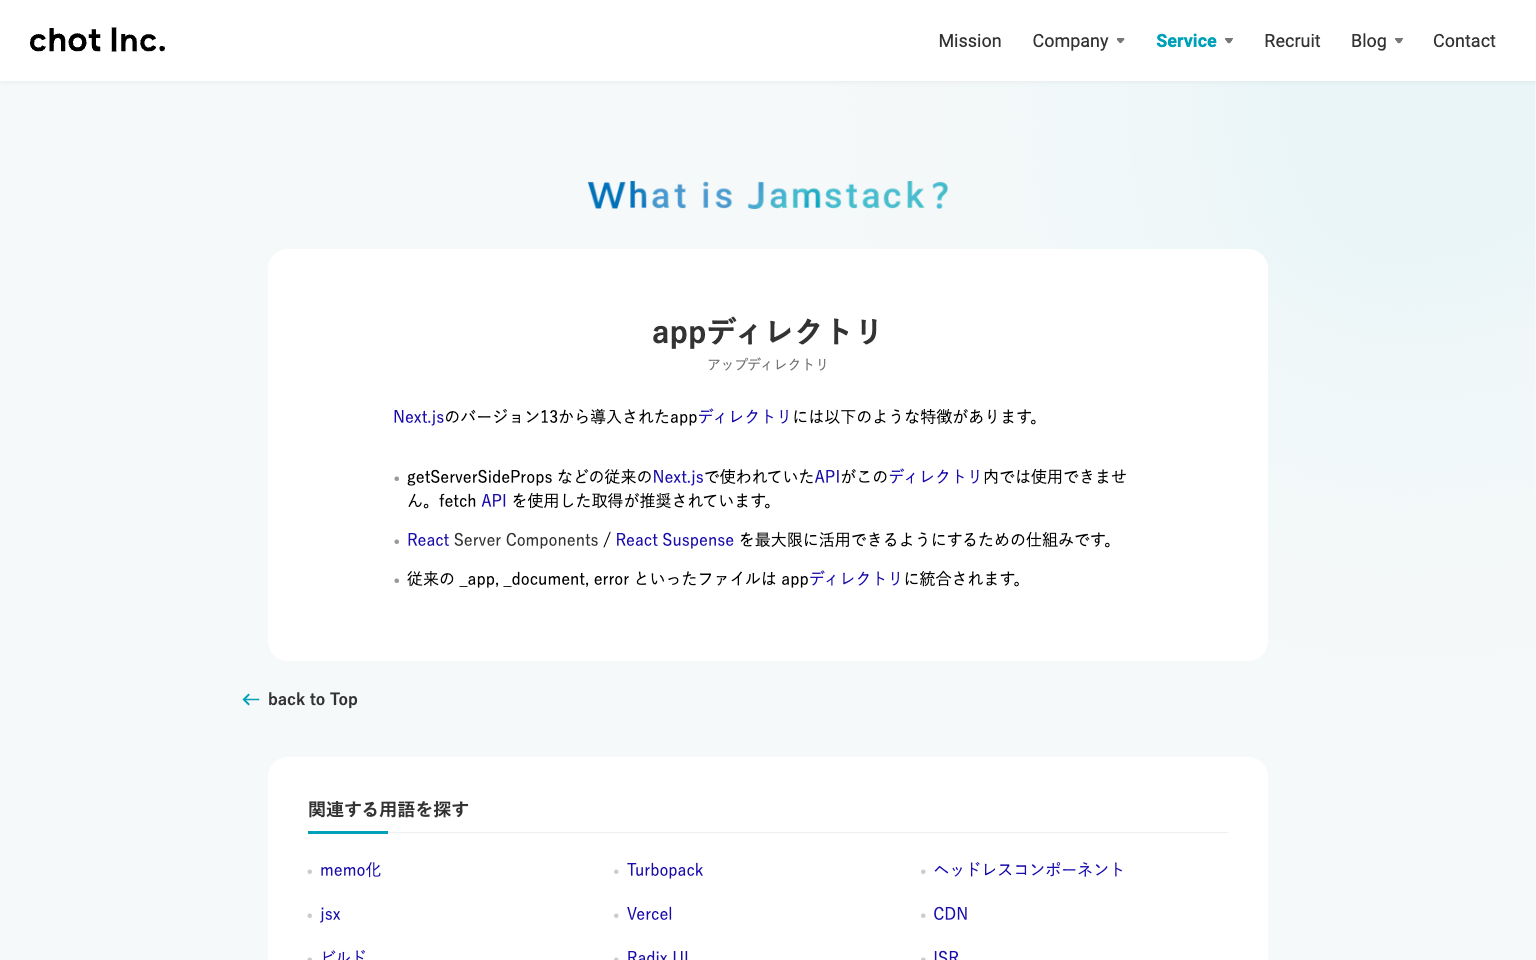 chot Inc.
Mission
Company
Service
Recruit
Blog
Contact
What is Jamstack?
appディレクトリ
アップディレクトリ
Next.jsのバージョン13から導入されたappディレクトリには以下のような特徴があります。
getServerSideProps などの従来のNext.jsで使われていたAPIがこのディレクトリ内では使用できませ
ん。fetch API を使用した取得が推奨されています。
React Server Components / React Suspense を最大限に活用できるようにするための仕組みです。
従来の _app, _document, error といったファイルは appディレクトリに統合されます。
back to Top
関連する用語を探す
memo化
Turbopack
ヘッドレスコンポーネント
jsx
Vercel
CDN
ビルド
Radix UI
ISR